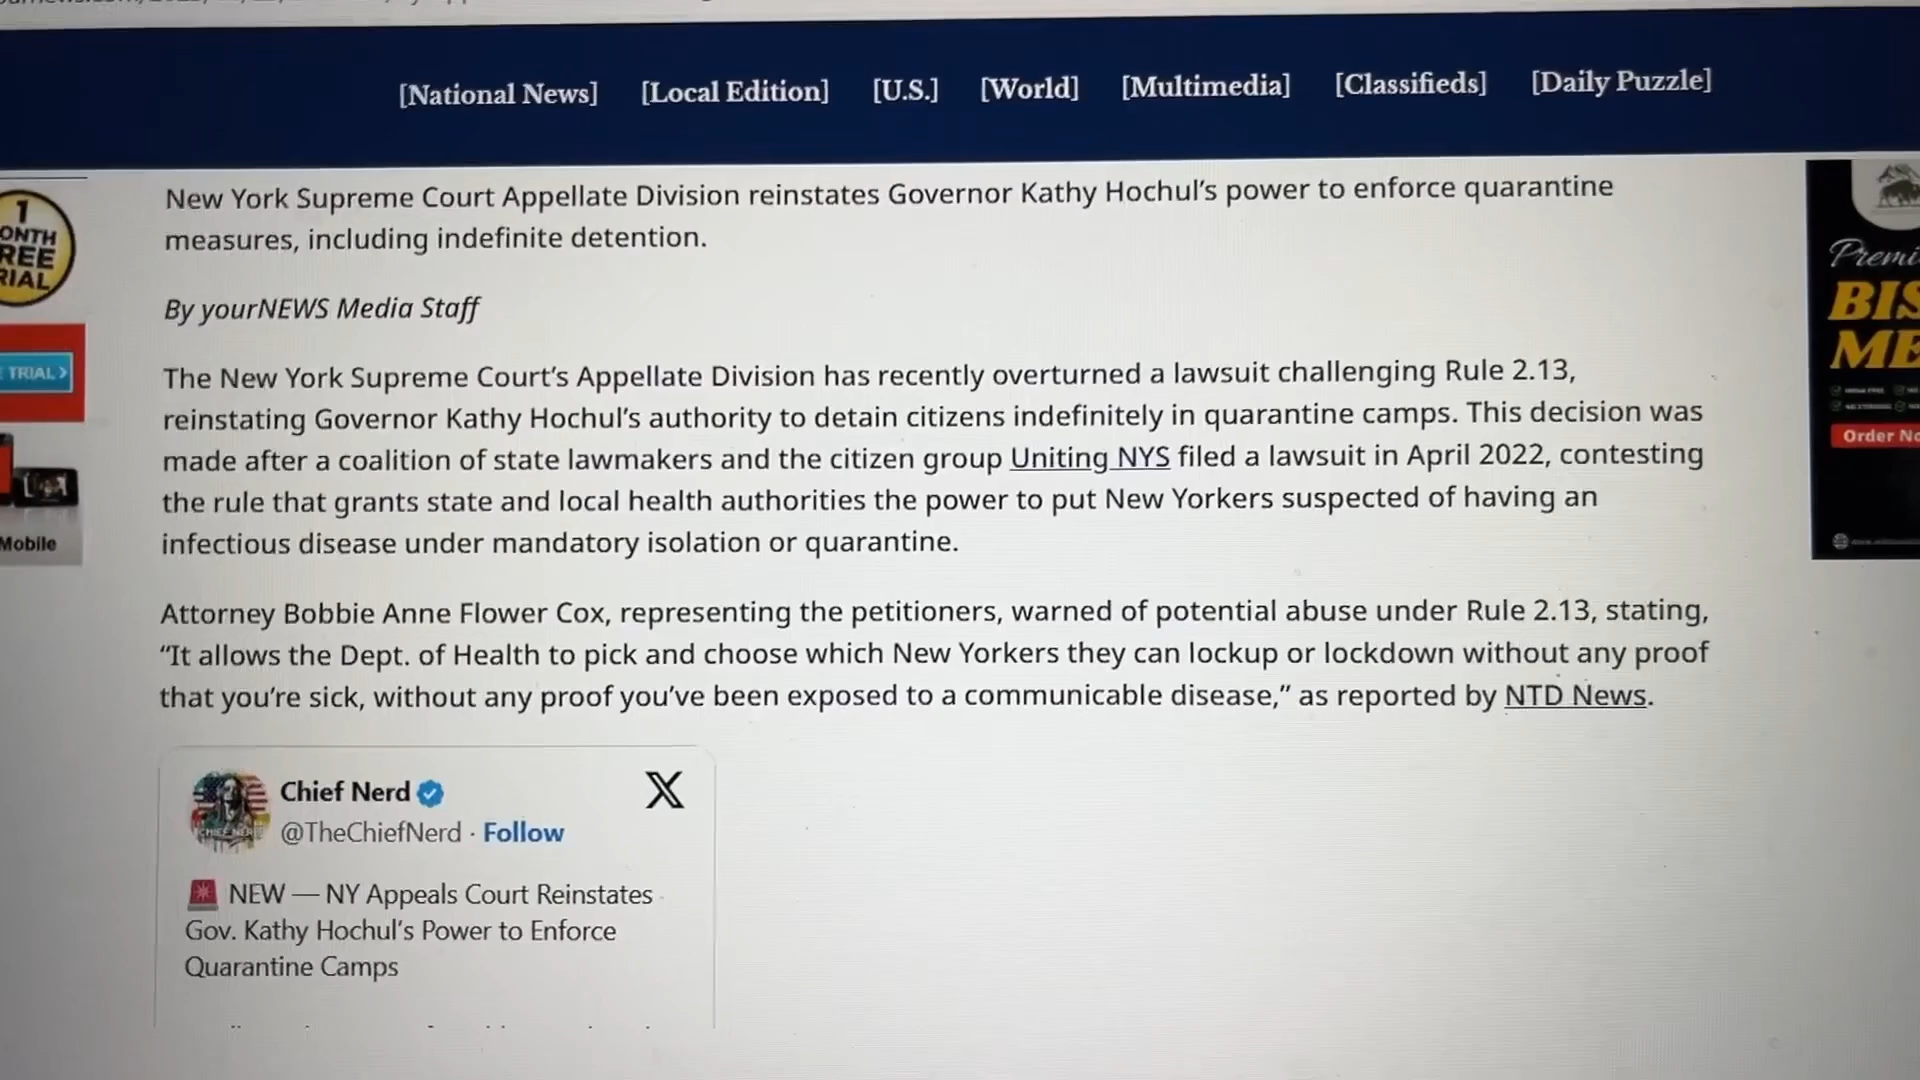 [National News] [Local Edition] [U.S.] [World] [Multimedia] [Classifieds] [Daily Puzzle]
New York Supreme Court Appellate Division reinstates Governor Kathy Hochul's power to enforce quarantine
measures, including indefinite detention.
By yourNEWS Media Staff
The New York Supreme Court's Appellate Division has recently overturned a lawsuit challenging Rule 2.13,
reinstating Governor Kathy Hochul's authority to detain citizens indefinitely in quarantine camps. This decision was
made after a coalition of state lawmakers and the citizen group Uniting NYS filed a lawsuit in April 2022, contesting
the rule that grants state and local health authorities the power to put New Yorkers suspected of having an
infectious disease under mandatory isolation or quarantine.
Attorney Bobbie Anne Flower Cox, representing the petitioners, warned of potential abuse under Rule 2.13, stating,
“It allows the Dept. of Health to pick and choose which New Yorkers they can lockup or lockdown without any proof
that you're sick, without any proof you've been exposed to a communicable disease,” as reported by NTD News.
Chief Nerd
@TheChiefNerd · Follow
NEW — NY Appeals Court Reinstates
Gov. Kathy Hochul's Power to Enforce
Quarantine Camps
1
ONTH
REE
RIAL
TRIAL >
Mobile
Premi
BIS
ME
Order No